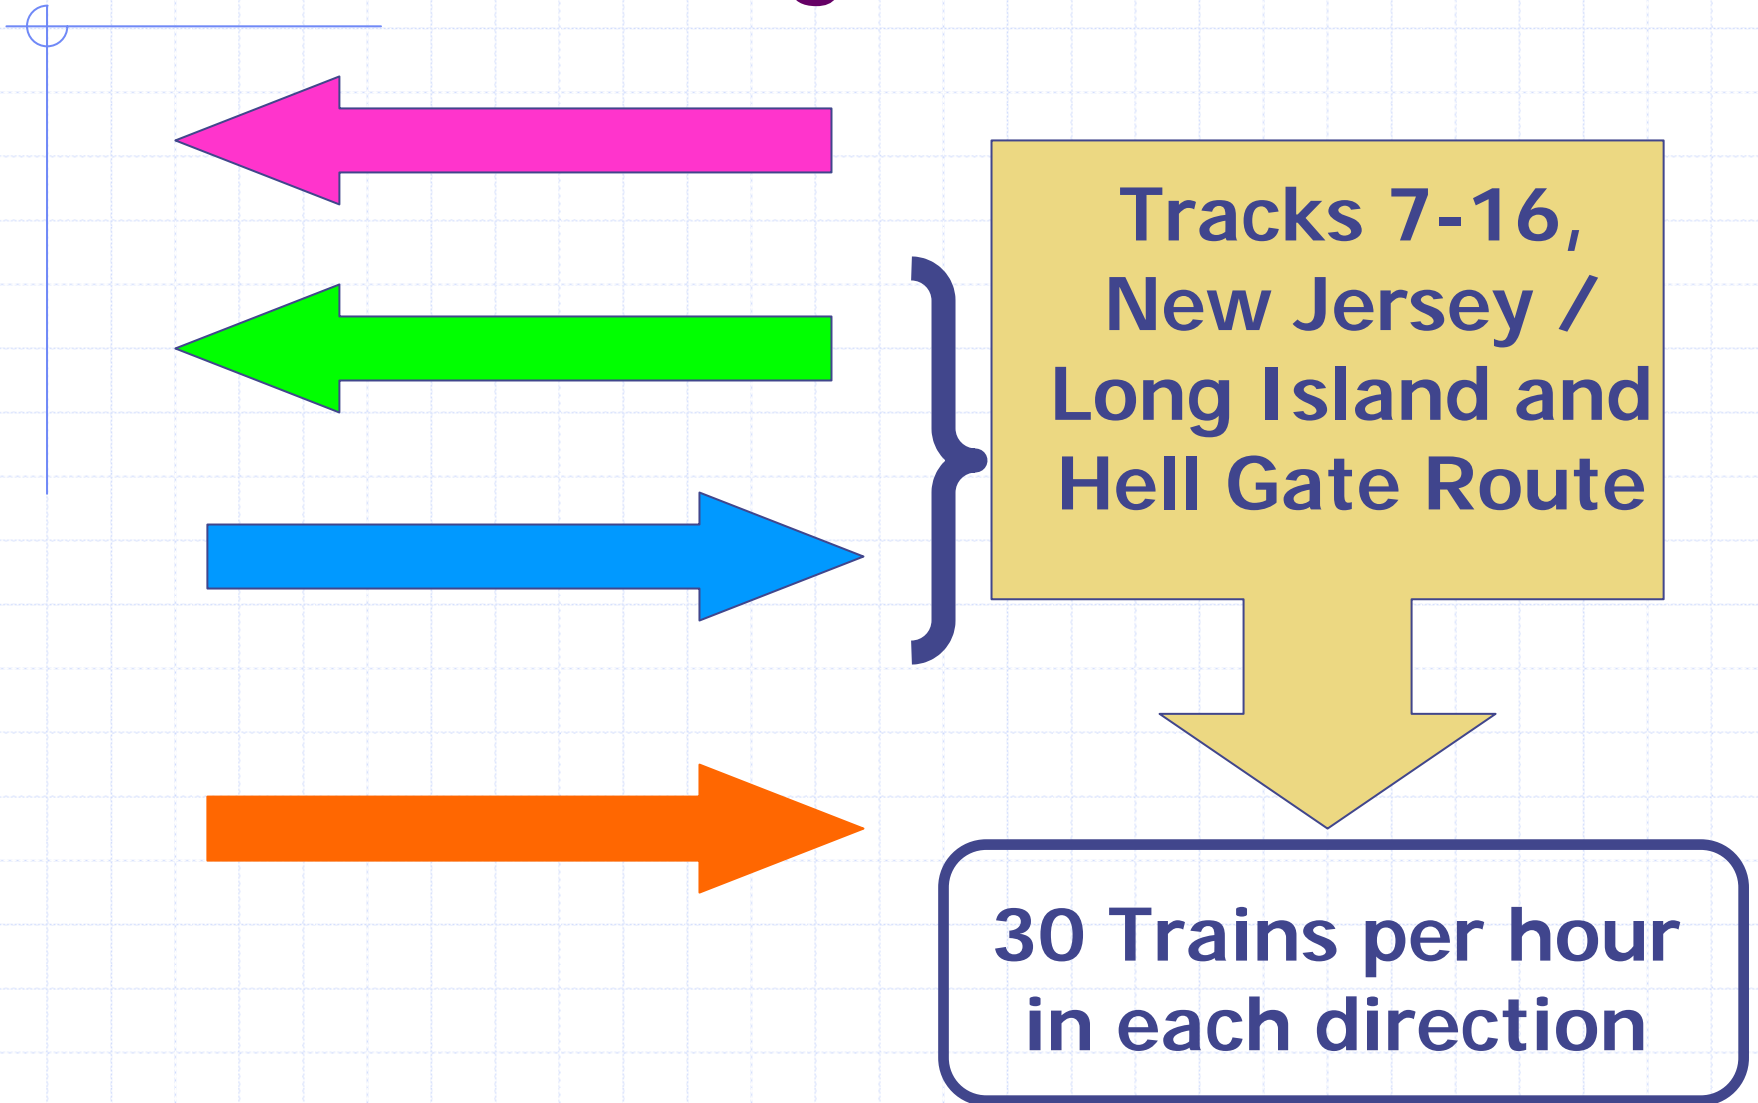 Tracks 7-16,
New Jersey /
Long Island and
Hell Gate Route
30 Trains per hour
in each direction